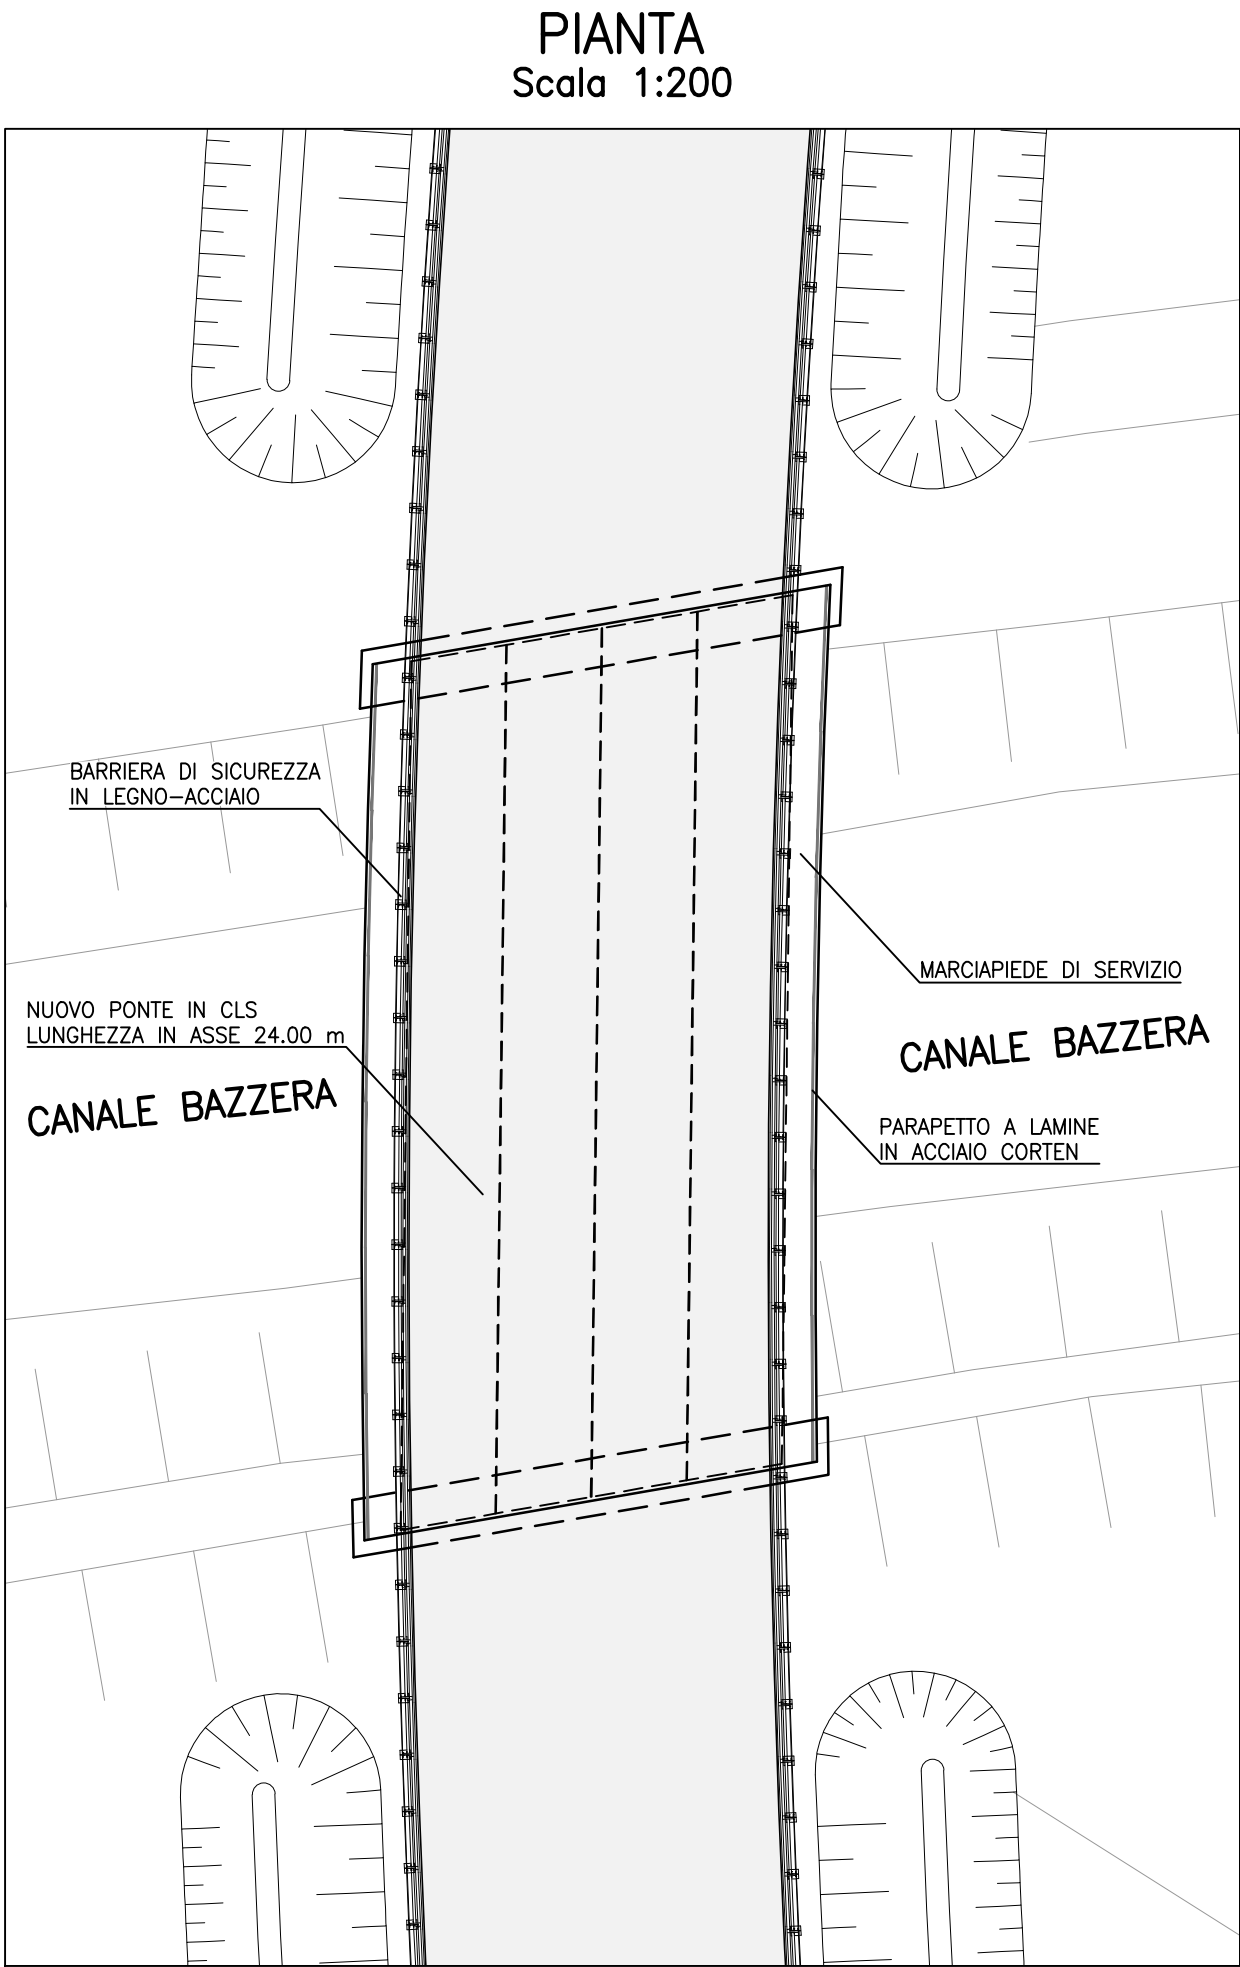 PIANTA
Scala 1:200
BARRIERA DI SICUREZZA
IN LEGNO-ACCIAIO
MARCIAPIEDE DI SERVIZIO
NUOVO PONTE IN CLS
LUNGHEZZA IN ASSE 24.00 m
CANALE BAZZERA
CANALE BAZZERA
PARAPETTO A LAMINE
IN ACCIAIO CORTEN